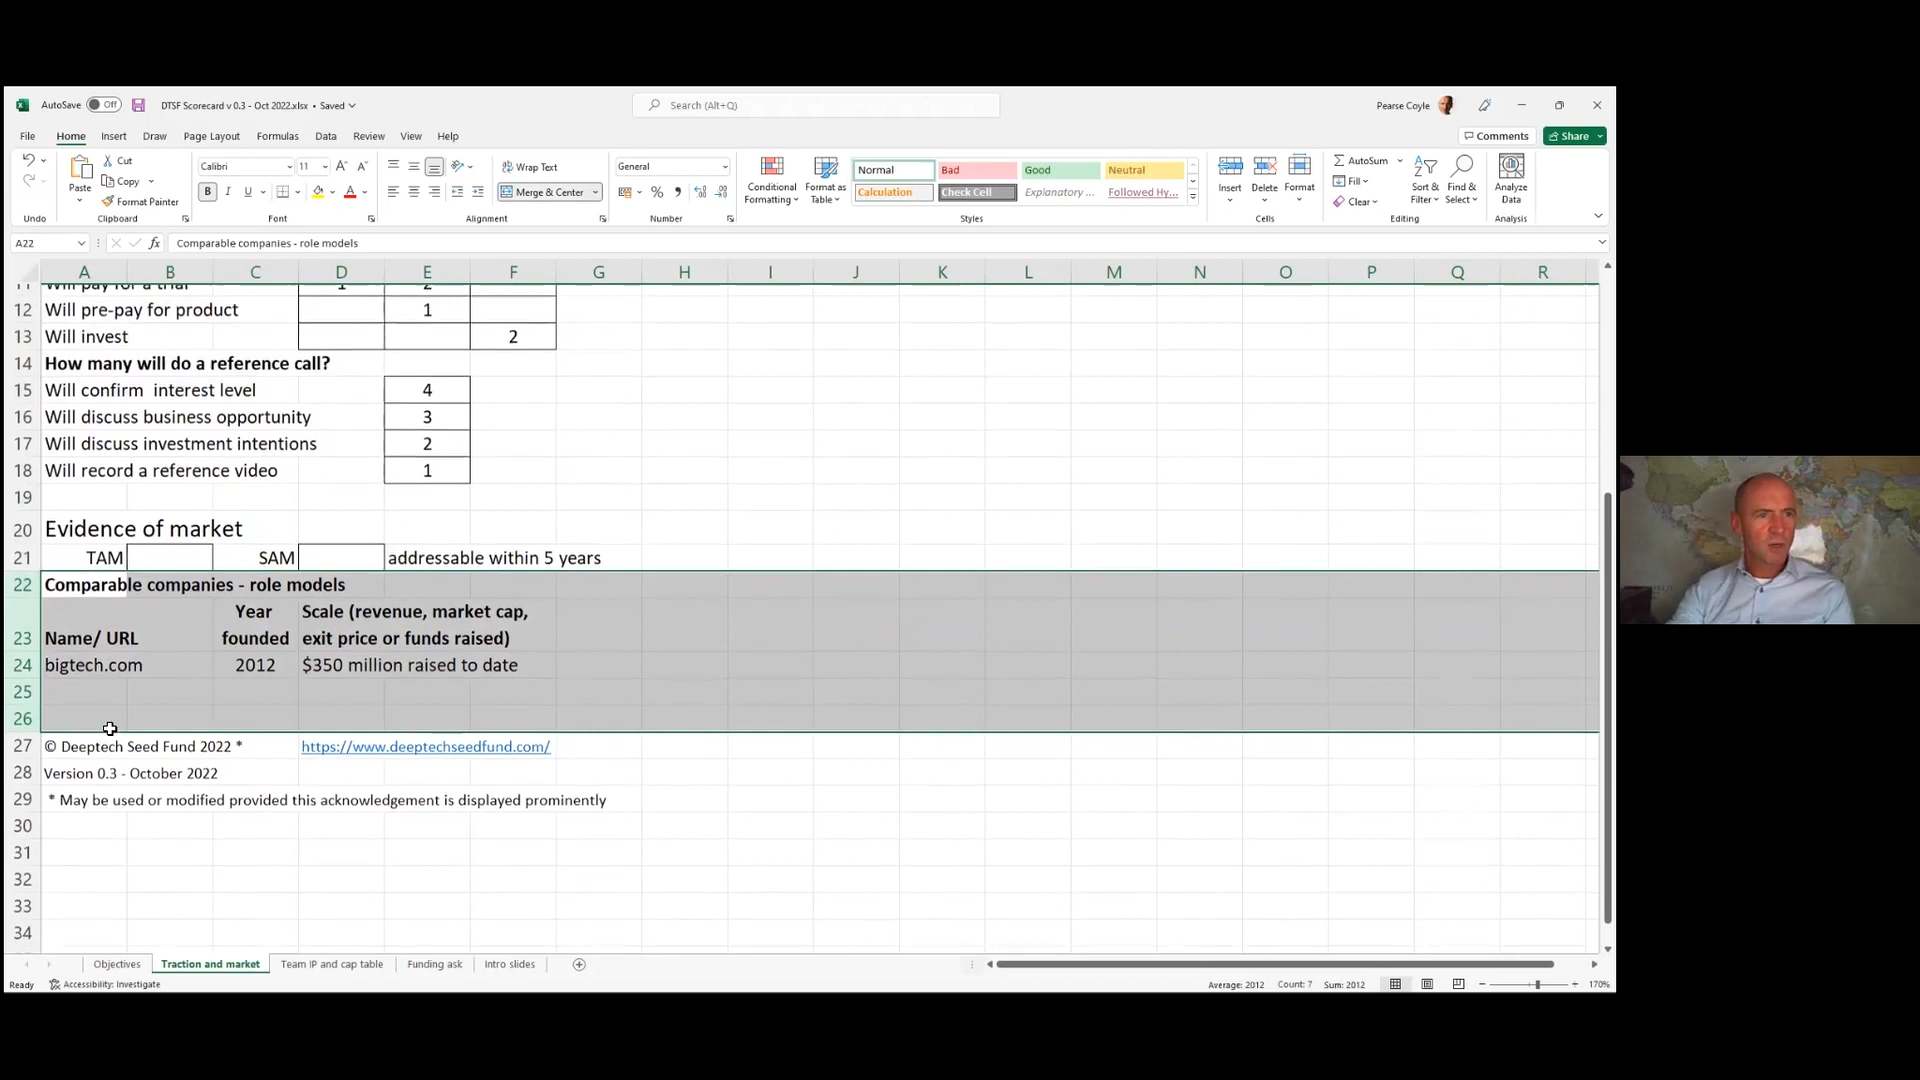 AutoSave Off DTSF Scorecard v 0.3 - Oct 2022.xlsx • Saved Search (Alt+Q) Pearse Coyle
File Home Insert Draw Page Layout Formulas Data Review View Help Comments Share
Cut Calibri 11 Wrap Text General Normal Bad Good Neutral AutoSum
Paste Copy Conditional Formatting Format as Table Insert Delete Format Fill Sort & Filter Find & Select Analyze Data
Format Painter B I U A Merge & Center % Calculation Check Cell Explanatory ... Followed Hy... Clear
Undo Clipboard Font Alignment Number Styles Cells Editing Analysis
A22 fx Comparable companies - role models
A B C D E F G H I J K L M N O P Q R
11 Will pay for a trial 1 2
12 Will pre-pay for product 1
13 Will invest 2
14 How many will do a reference call?
15 Will confirm interest level 4
16 Will discuss business opportunity 3
17 Will discuss investment intentions 2
18 Will record a reference video 1
19
20 Evidence of market
21 TAM SAM addressable within 5 years
22 Comparable companies - role models
Year Scale (revenue, market cap,
23 Name/ URL founded exit price or funds raised)
24 bigtech.com 2012 $350 million raised to date
25
26
27 © Deeptech Seed Fund 2022 * https://www.deeptechseedfund.com/
28 Version 0.3 - October 2022
29 * May be used or modified provided this acknowledgement is displayed prominently
30
31
32
33
34
Objectives Traction and market Team IP and cap table Funding ask Intro slides
Ready Accessibility: Investigate Average: 2012 Count: 7 Sum: 2012 170%